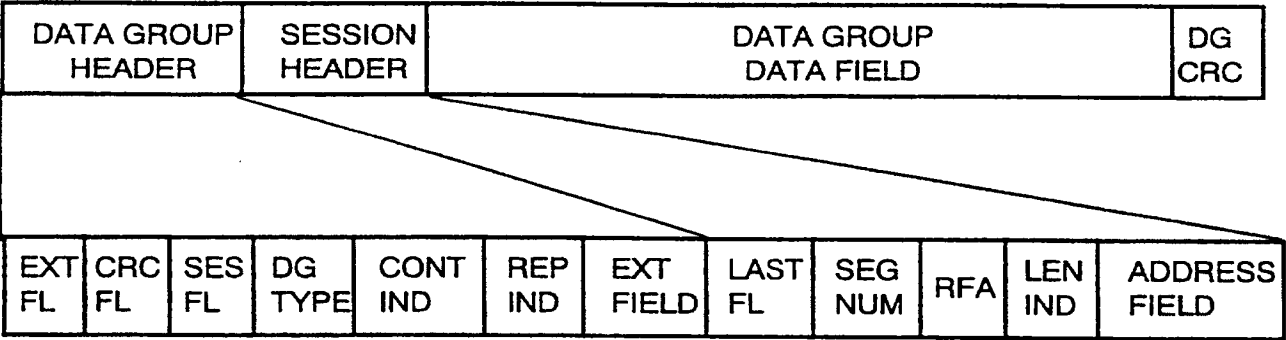 DATA GROUP
HEADER
SESSION
HEADER
DATA GROUP
DATA FIELD
DG
CRC
EXT
FL
CRC
FL
SES
FL
DG
TYPE
CONT
IND
REP
IND
EXT
FIELD
LAST
FL
SEG
NUM
RFA
LEN
IND
ADDRESS
FIELD